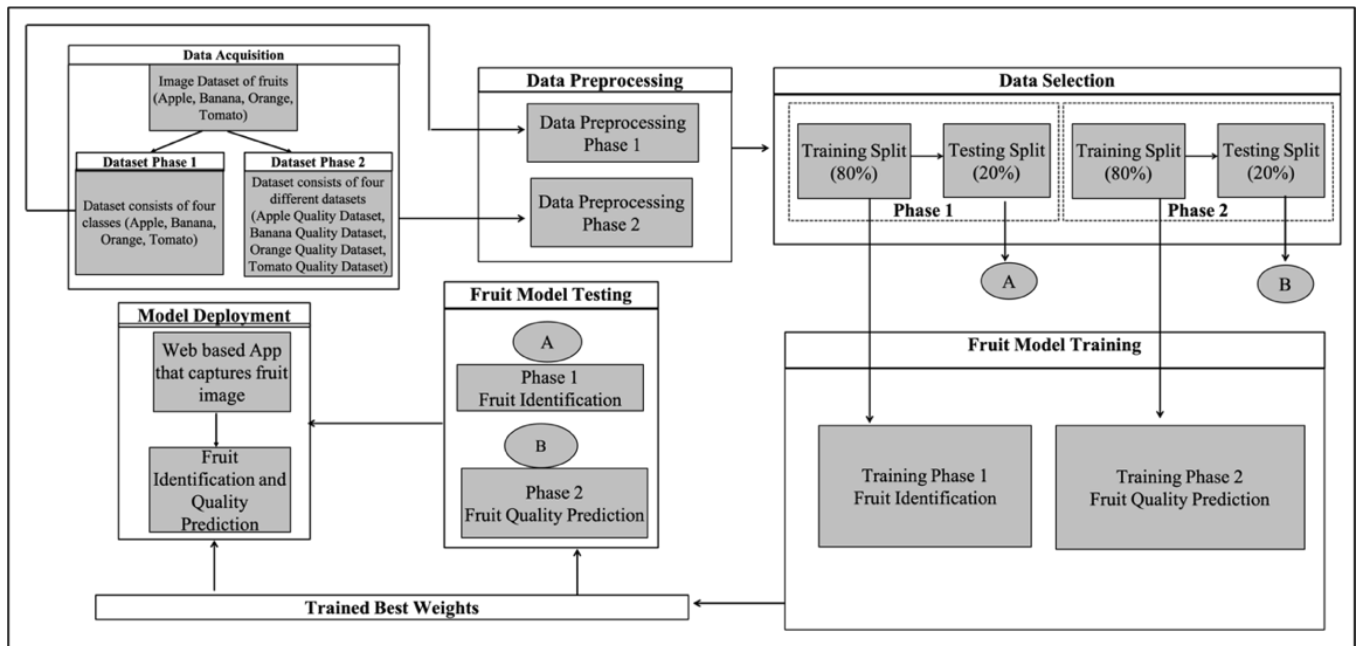 Data Acquisition
Image Dataset of fruits
(Apple, Banana, Orange,
Tomato)
Dataset Phase 1
Dataset consists of four
classes (Apple, Banana,
Orange, Tomato)
Dataset Phase 2
Dataset consists of four
different datasets
(Apple Quality Dataset,
Banana Quality Dataset,
Orange Quality Dataset,
Tomato Quality Dataset)
Data Preprocessing
Data Preprocessing
Phase 1
Data Preprocessing
Phase 2
Data Selection
Training Split
(80%)
Testing Split
(20%)
Phase 1
Training Split
(80%)
Testing Split
(20%)
Phase 2
A
B
Model Deployment
Web based App
that captures fruit
image
Fruit
Identification and
Quality
Prediction
Fruit Model Testing
A
Phase 1
Fruit Identification
B
Phase 2
Fruit Quality Prediction
Fruit Model Training
Training Phase 1
Fruit Identification
Training Phase 2
Fruit Quality Prediction
Trained Best Weights